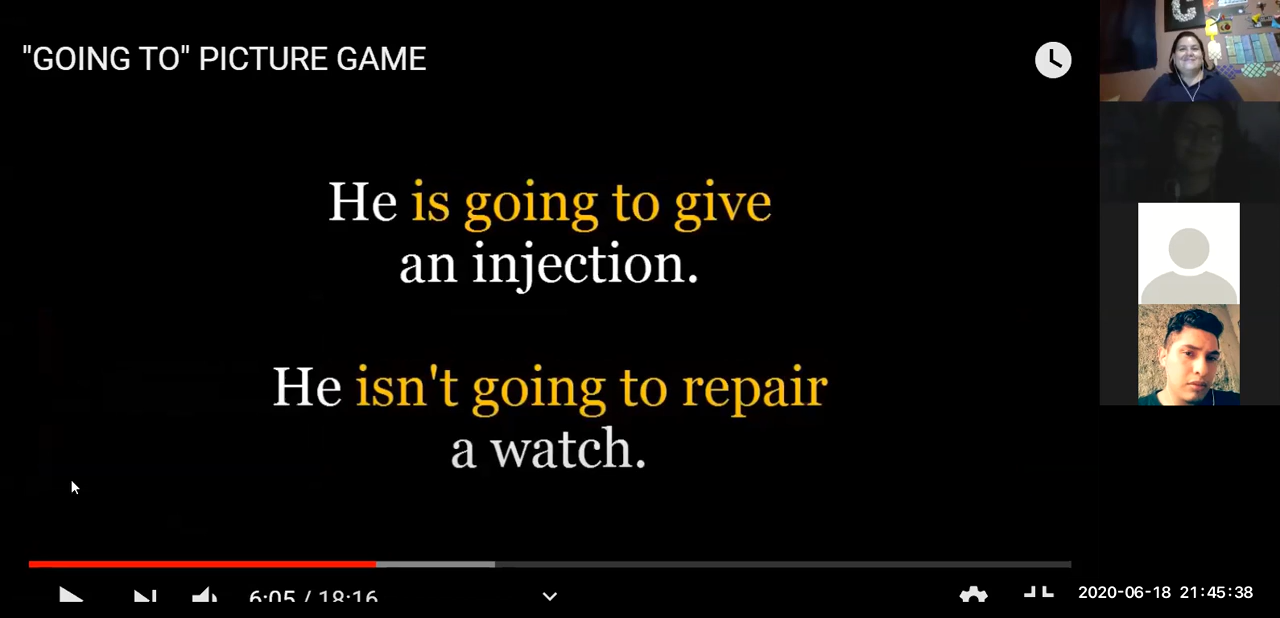 "GOING TO" PICTURE GAME
He is going to give
an injection.
He isn't going to repair
a watch.
6:05 / 18:16
2020-06-18 21:45:38